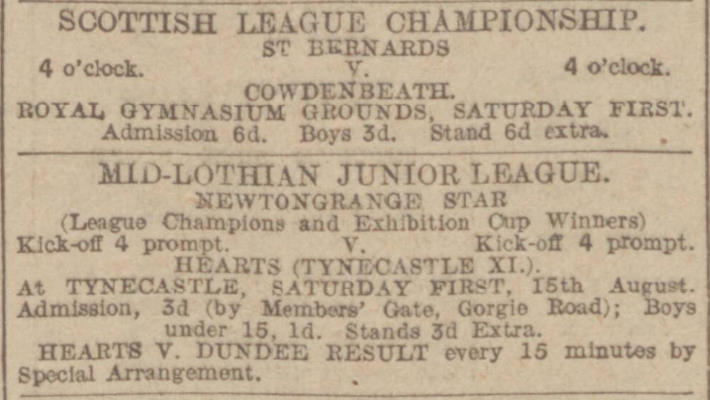 SCOTTISH LEAGUE CHAMPIONSHIP.
ST BERNARDS
4 o'clock. V. 4 o'clock.
COWDENBEATH.
ROYAL GYMNASIUM GROUNDS, SATURDAY FIRST.
Admission 6d. Boys 3d. Stand 6d extra.
MID-LOTHIAN JUNIOR LEAGUE.
NEWTONGRANGE STAR
(League Champions and Exhibition Cup Winners)
Kick-off 4 prompt. V. Kick-off 4 prompt.
HEARTS (TYNECASTLE XI.).
At TYNECASTLE, SATURDAY FIRST, 15th August.
Admission, 3d (by Members' Gate, Gorgie Road); Boys
under 15, 1d. Stands 3d Extra.
HEARTS V. DUNDEE RESULT every 15 minutes by
Special Arrangement.